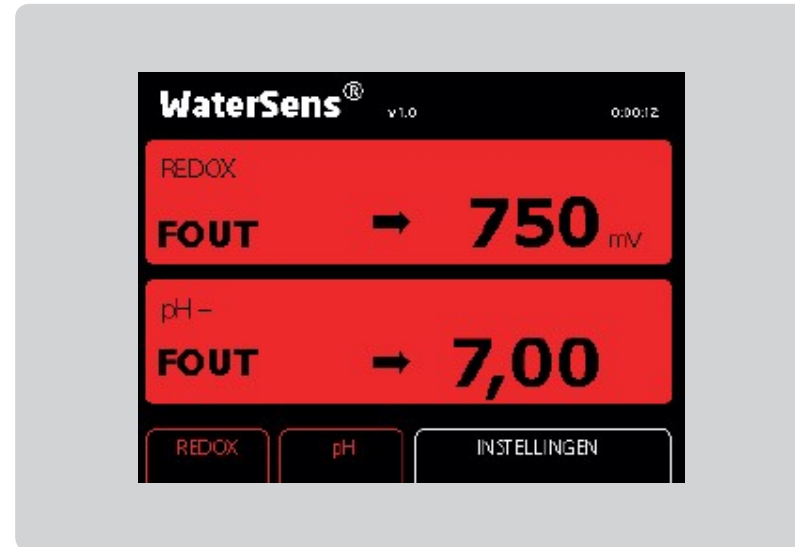 WaterSens® v1.0 0:00:12
REDOX
FOUT → 750 mV
pH –
FOUT → 7,00
REDOX pH INSTELLINGEN